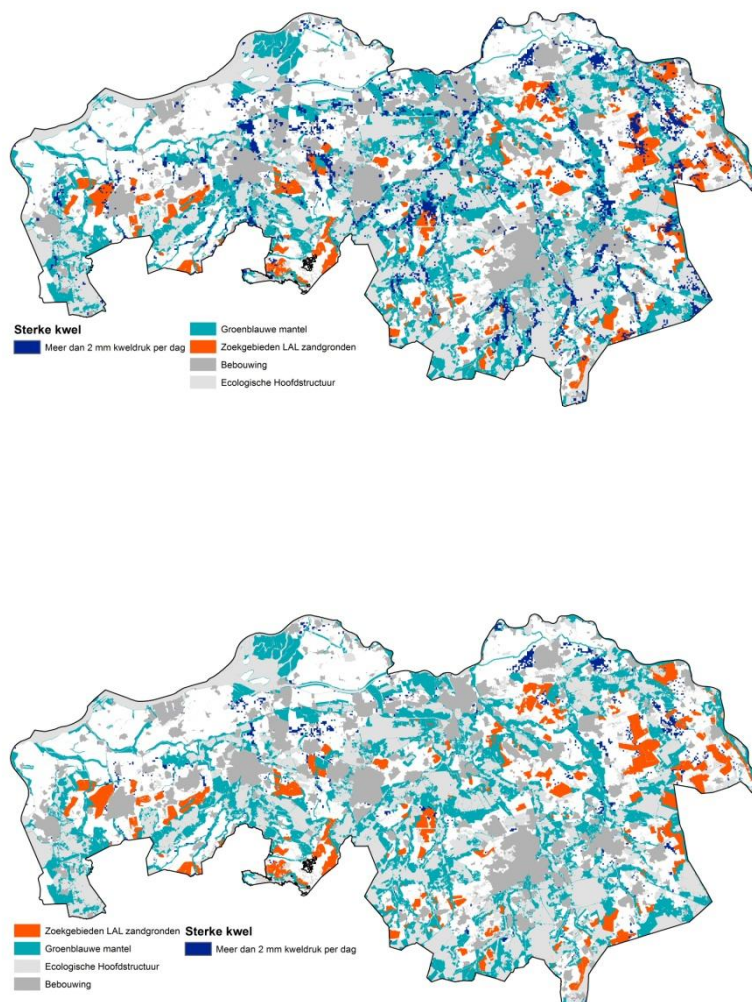 Sterke kwel
Meer dan 2 mm kweldruk per dag
Groenblauwe mantel
Zoekgebieden LAL zandgronden
Bebouwing
Ecologische Hoofdstructuur
Zoekgebieden LAL zandgronden
Groenblauwe mantel
Ecologische Hoofdstructuur
Bebouwing
Sterke kwel
Meer dan 2 mm kweldruk per dag